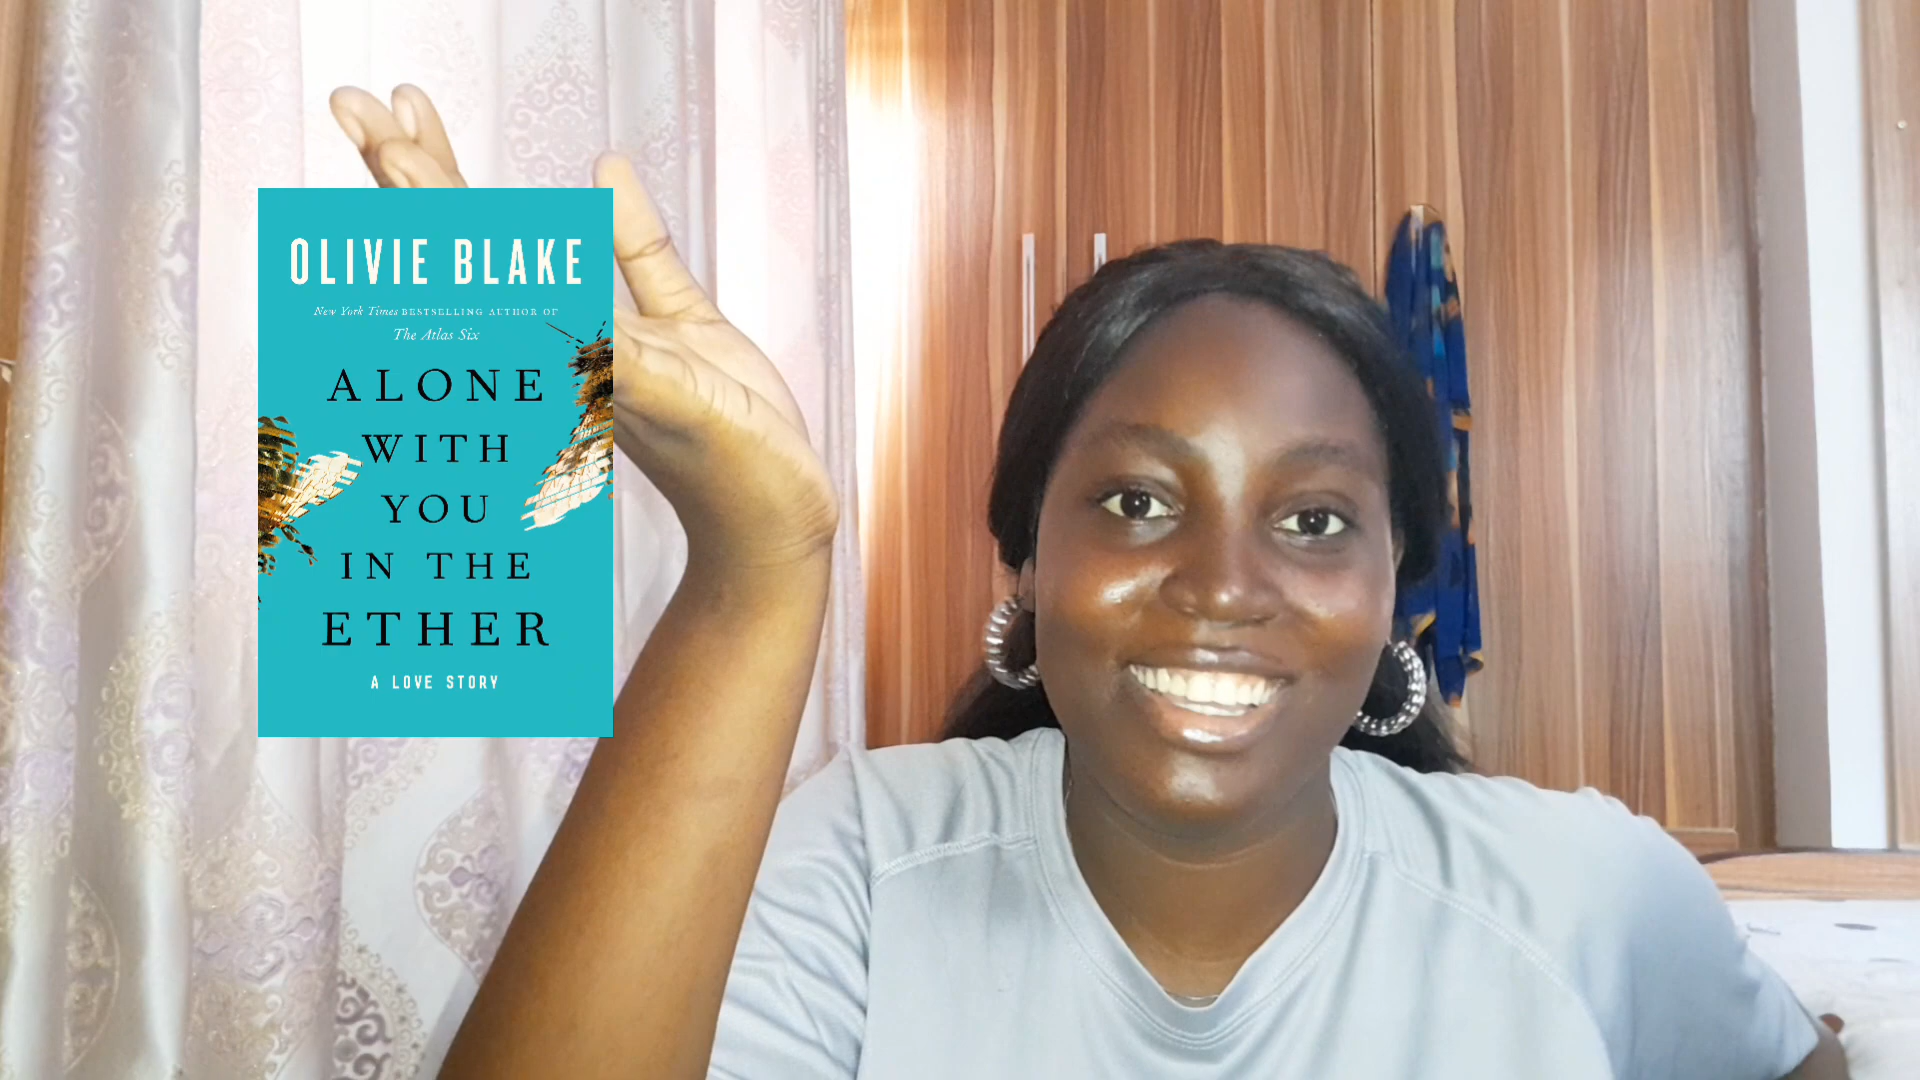 OLIVIE BLAKE
New York Times BESTSELLING AUTHOR OF
The Atlas Six
ALONE
WITH
YOU
IN THE
ETHER
A LOVE STORY